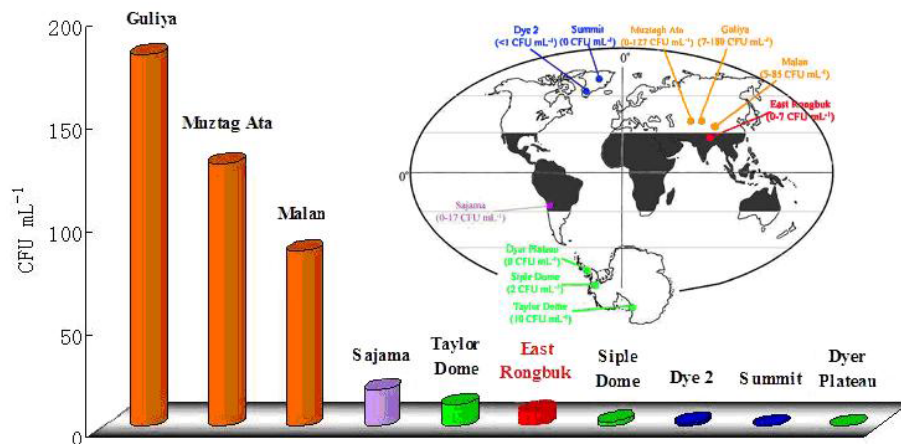 200
150
100
50
0
CFU mL⁻¹
Guliya
Muztag Ata
Malan
Sajama
Taylor
Dome
East
Rongbuk
Siple
Dome
Dye 2
Summit
Dyer
Plateau
Dye 2
(<1 CFU mL⁻¹)
Summit
(0 CFU mL⁻¹)
Muztagh Ata
(0-127 CFU mL⁻¹)
Guliya
(7-180 CFU mL⁻¹)
Malan
(5-85 CFU mL⁻¹)
East Rongbuk
(0-7 CFU mL⁻¹)
0°
0°
Sajama
(0-17 CFU mL⁻¹)
Dyer Plateau
(0 CFU mL⁻¹)
Siple Dome
(2 CFU mL⁻¹)
Taylor Dome
(10 CFU mL⁻¹)